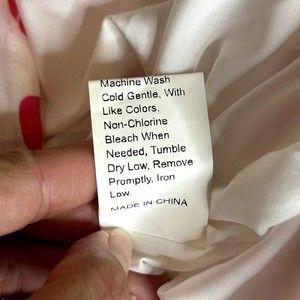 Machine Wash
Cold Gentle, With
Like Colors.
Non-Chlorine
Bleach When
Needed, Tumble
Dry Low, Remove
Promptly, Iron
Low.
MADE IN CHINA